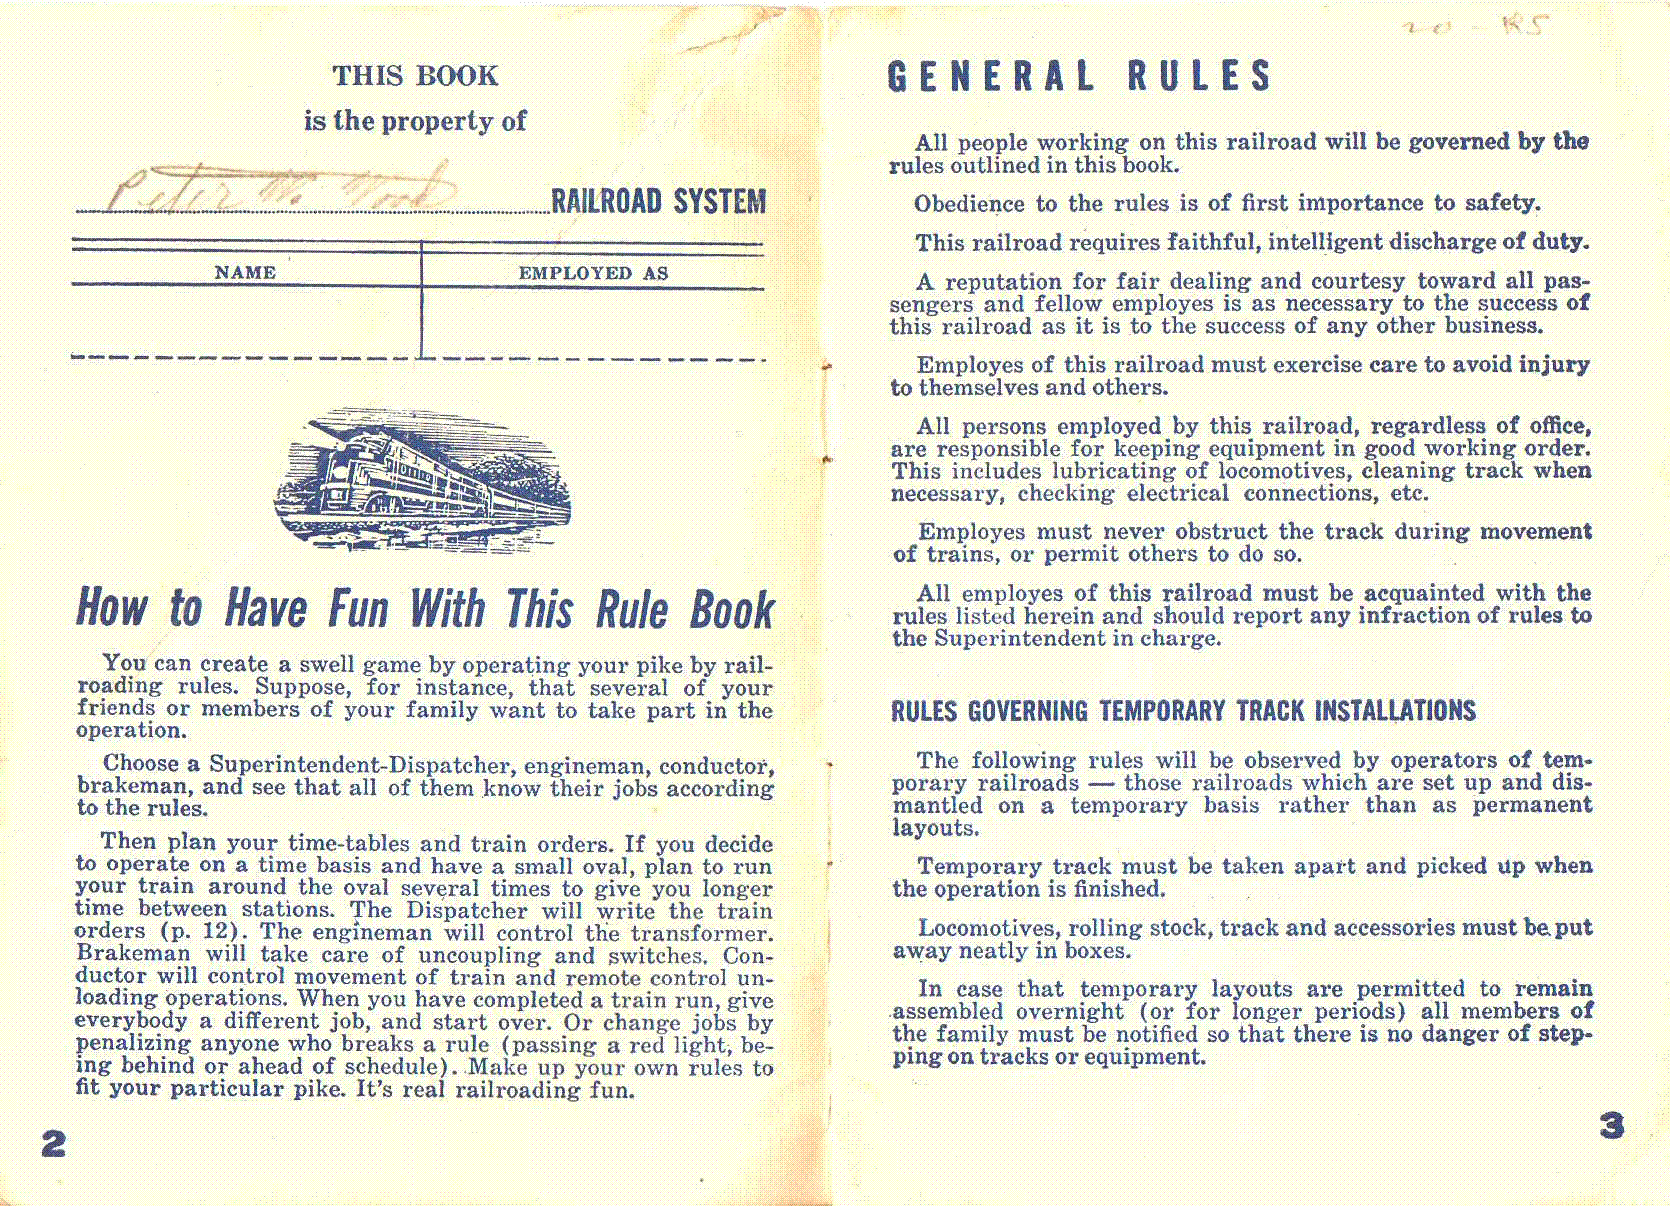 THIS BOOK
is the property of
Peter M. Wood RAILROAD SYSTEM
NAME EMPLOYED AS
How to Have Fun With This Rule Book
You can create a swell game by operating your pike by rail-
roading rules. Suppose, for instance, that several of your
friends or members of your family want to take part in the
operation.
Choose a Superintendent-Dispatcher, engineman, conductor,
brakeman, and see that all of them know their jobs according
to the rules.
Then plan your time-tables and train orders. If you decide
to operate on a time basis and have a small oval, plan to run
your train around the oval several times to give you longer
time between stations. The Dispatcher will write the train
orders (p. 12). The engineman will control the transformer.
Brakeman will take care of uncoupling and switches. Con-
ductor will control movement of train and remote control un-
loading operations. When you have completed a train run, give
everybody a different job, and start over. Or change jobs by
penalizing anyone who breaks a rule (passing a red light, be-
ing behind or ahead of schedule). Make up your own rules to
fit your particular pike. It's real railroading fun.
2
20 - RS
GENERAL RULES
All people working on this railroad will be governed by the
rules outlined in this book.
Obedience to the rules is of first importance to safety.
This railroad requires faithful, intelligent discharge of duty.
A reputation for fair dealing and courtesy toward all pas-
sengers and fellow employes is as necessary to the success of
this railroad as it is to the success of any other business.
Employes of this railroad must exercise care to avoid injury
to themselves and others.
All persons employed by this railroad, regardless of office,
are responsible for keeping equipment in good working order.
This includes lubricating of locomotives, cleaning track when
necessary, checking electrical connections, etc.
Employes must never obstruct the track during movement
of trains, or permit others to do so.
All employes of this railroad must be acquainted with the
rules listed herein and should report any infraction of rules to
the Superintendent in charge.
RULES GOVERNING TEMPORARY TRACK INSTALLATIONS
The following rules will be observed by operators of tem-
porary railroads — those railroads which are set up and dis-
mantled on a temporary basis rather than as permanent
layouts.
Temporary track must be taken apart and picked up when
the operation is finished.
Locomotives, rolling stock, track and accessories must be put
away neatly in boxes.
In case that temporary layouts are permitted to remain
assembled overnight (or for longer periods) all members of
the family must be notified so that there is no danger of step-
ping on tracks or equipment.
3